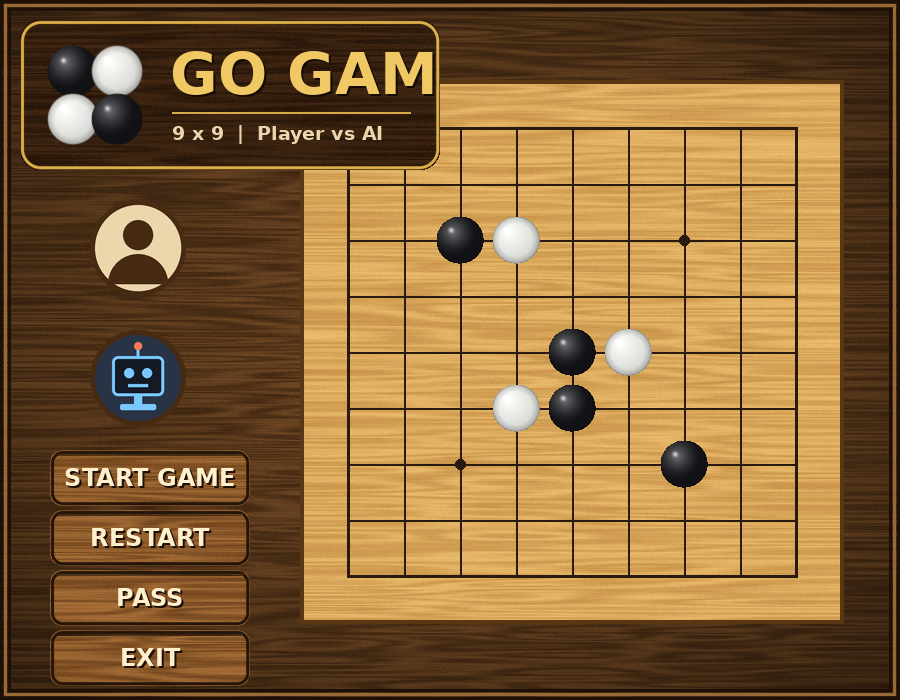 GO GAM
9 x 9 | Player vs AI
START GAME
RESTART
PASS
EXIT